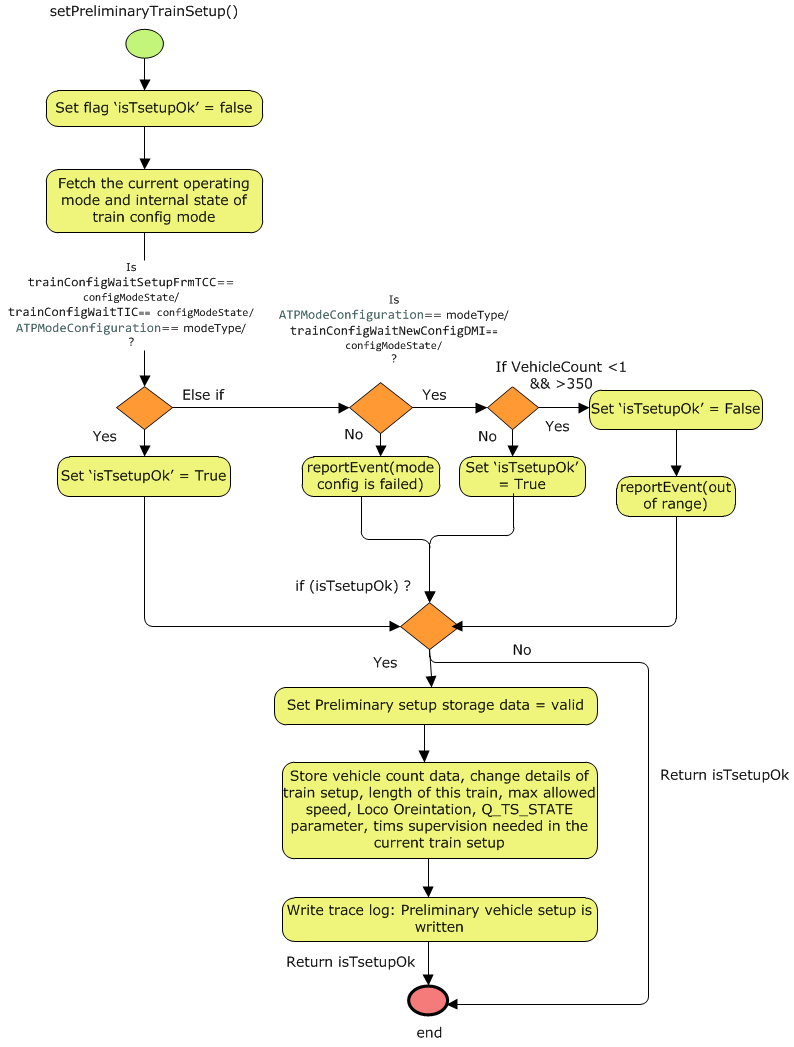 setPreliminaryTrainSetup()
Set flag ‘isTsetupOk’ = false
Fetch the current operating
mode and internal state of
train config mode
Is
trainConfigWaitSetupFrmTCC==
configModeState/
trainConfigWaitTIC== configModeState/
ATPModeConfiguration== modeType/
?
Is
ATPModeConfiguration== modeType/
trainConfigWaitNewConfigDMI==
configModeState/
?
If VehicleCount <1
&& >350
Else if
Yes
Set ‘isTsetupOk’ = False
Yes
Yes
No
No
Set ‘isTsetupOk’ = True
reportEvent(mode
config is failed)
Set ‘isTsetupOk’
= True
reportEvent(out
of range)
if (isTsetupOk) ?
Yes
No
Set Preliminary setup storage data = valid
Return isTsetupOk
Store vehicle count data, change details of
train setup, length of this train, max allowed
speed, Loco Oreintation, Q_TS_STATE
parameter, tims supervision needed in the
current train setup
Write trace log: Preliminary vehicle setup is
written
Return isTsetupOk
end